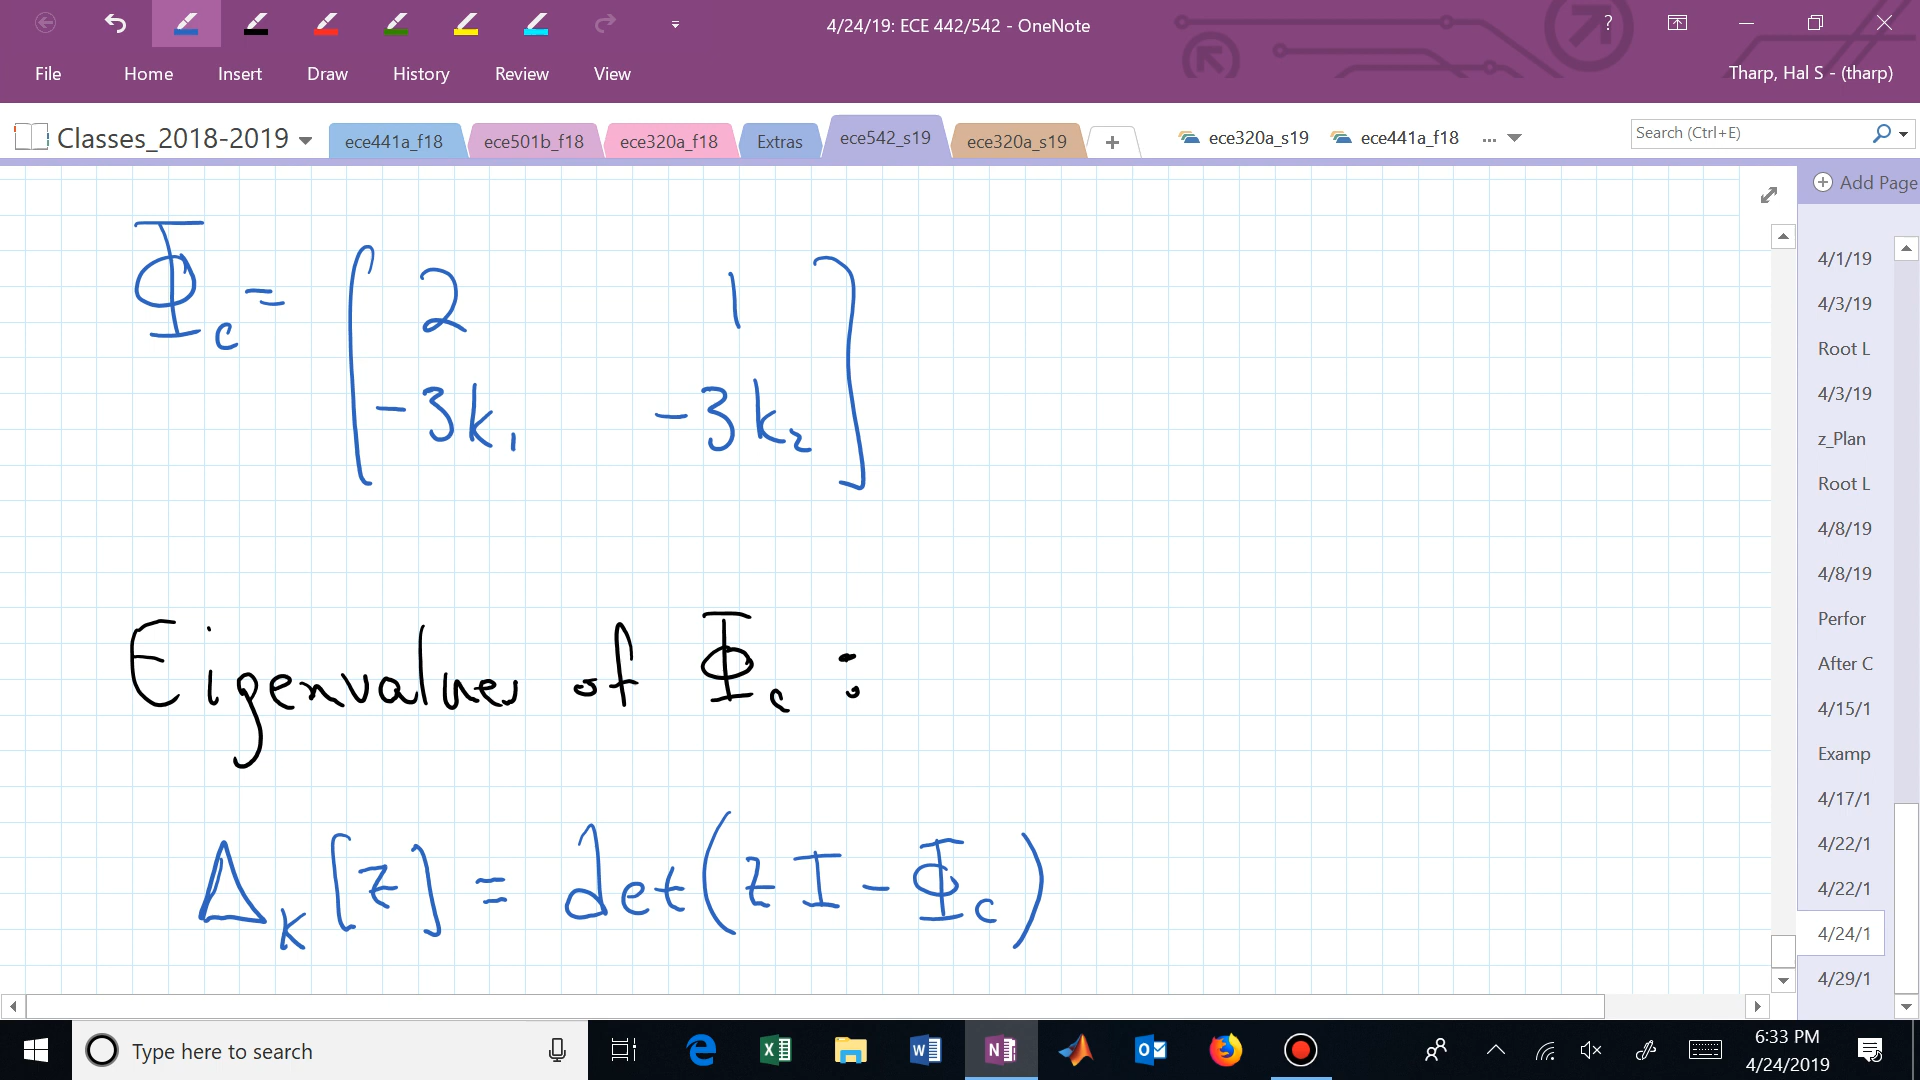 4/24/19: ECE 442/542 - OneNote
?
File Home Insert Draw History Review View
Tharp, Hal S - (tharp)
Classes_2018-2019
ece441a_f18
ece501b_f18
ece320a_f18
Extras
ece542_s19
ece320a_s19
+
ece320a_s19
ece441a_f18
...
Search (Ctrl+E)
Add Page
4/1/19
4/3/19
Root L
4/3/19
z_Plan
Root L
4/8/19
4/8/19
Perfor
After C
4/15/1
Examp
4/17/1
4/22/1
4/22/1
4/24/1
4/29/1
Φc = [ 2 1
-3k1 -3k2 ]
Eigenvalues of Φc :
Δk [z] = det(zI - Φc)
Type here to search
6:33 PM
4/24/2019